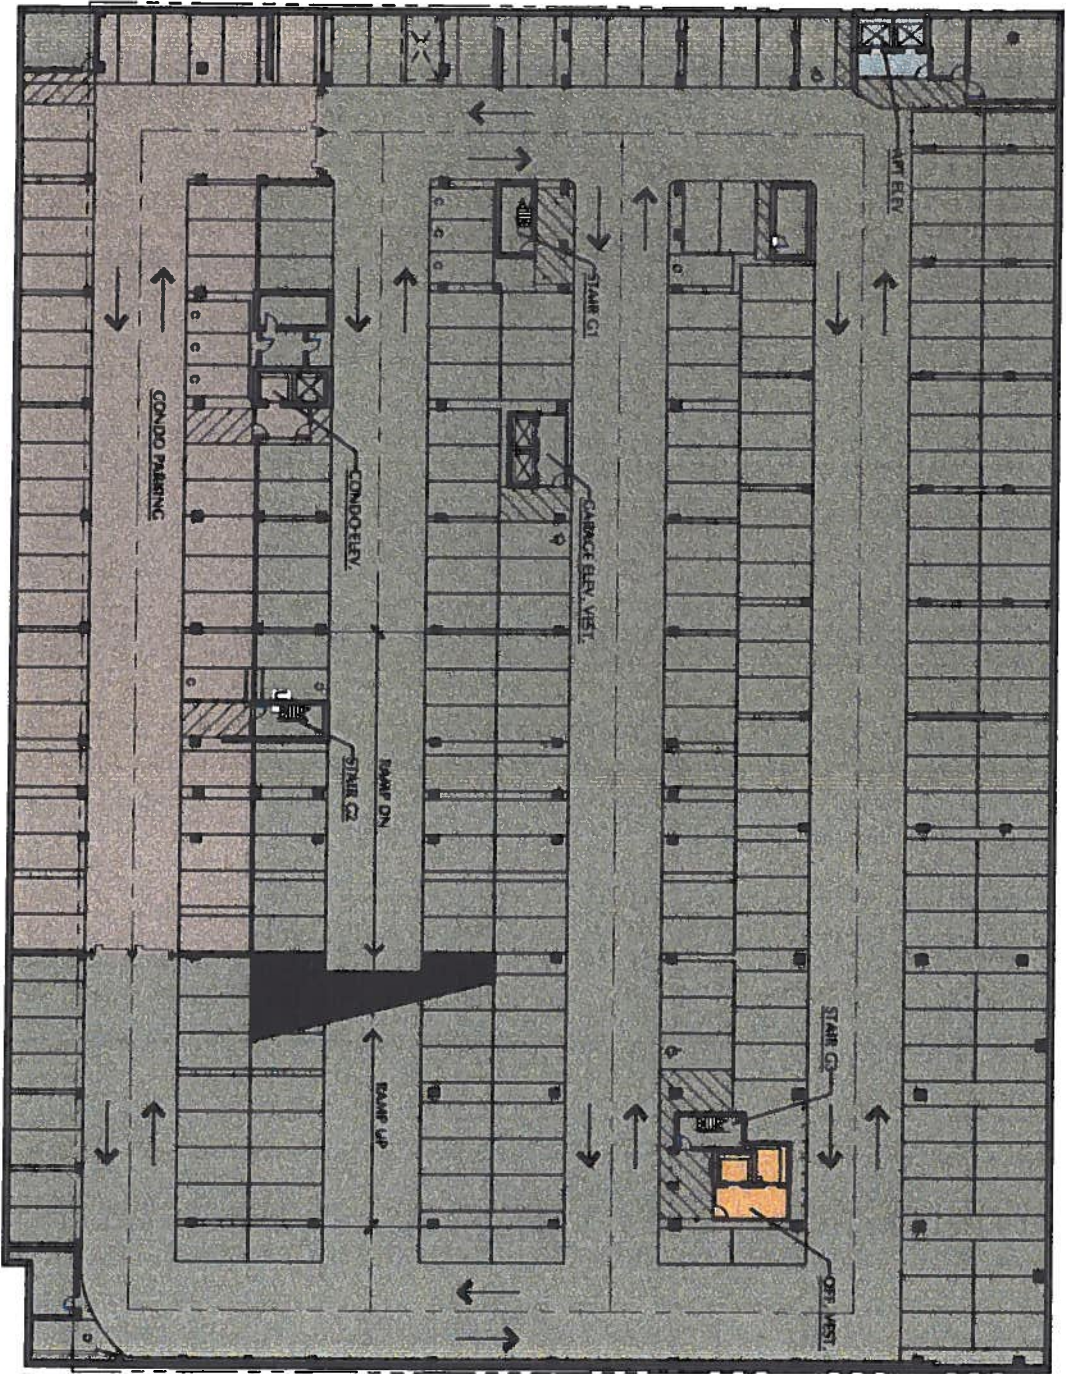 APT ELEV
STAIR G1
CONDO PARKING
CONDO ELEV.
GARAGE ELEV. VEST.
STAIR G2
RAMP DN
STAIR G3
RAMP UP
OFF. VEST.